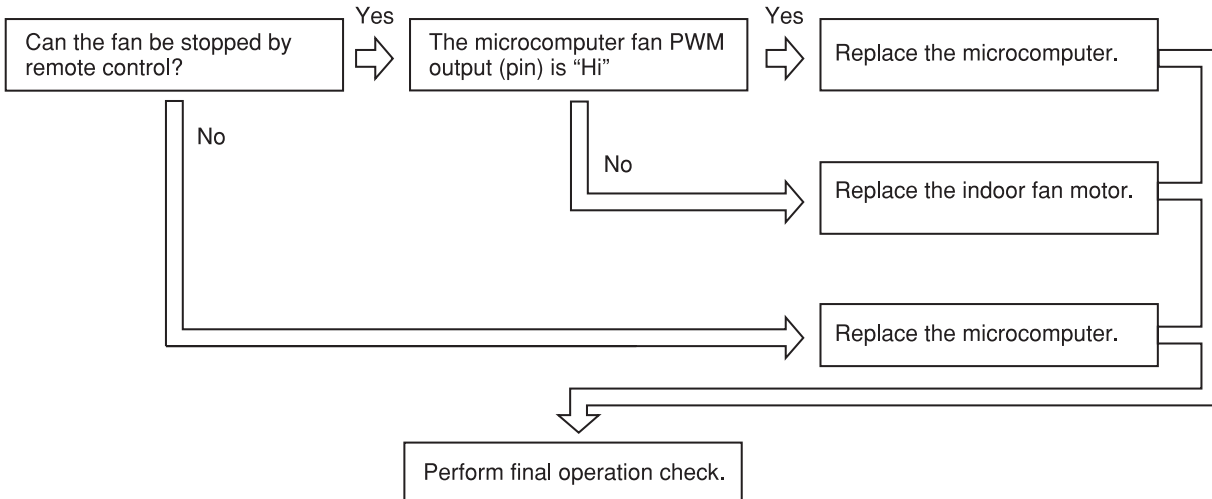 Can the fan be stopped by
remote control?
Yes
The microcomputer fan PWM
output (pin) is “Hi”
Yes
Replace the microcomputer.
No
No
Replace the indoor fan motor.
Replace the microcomputer.
Perform final operation check.